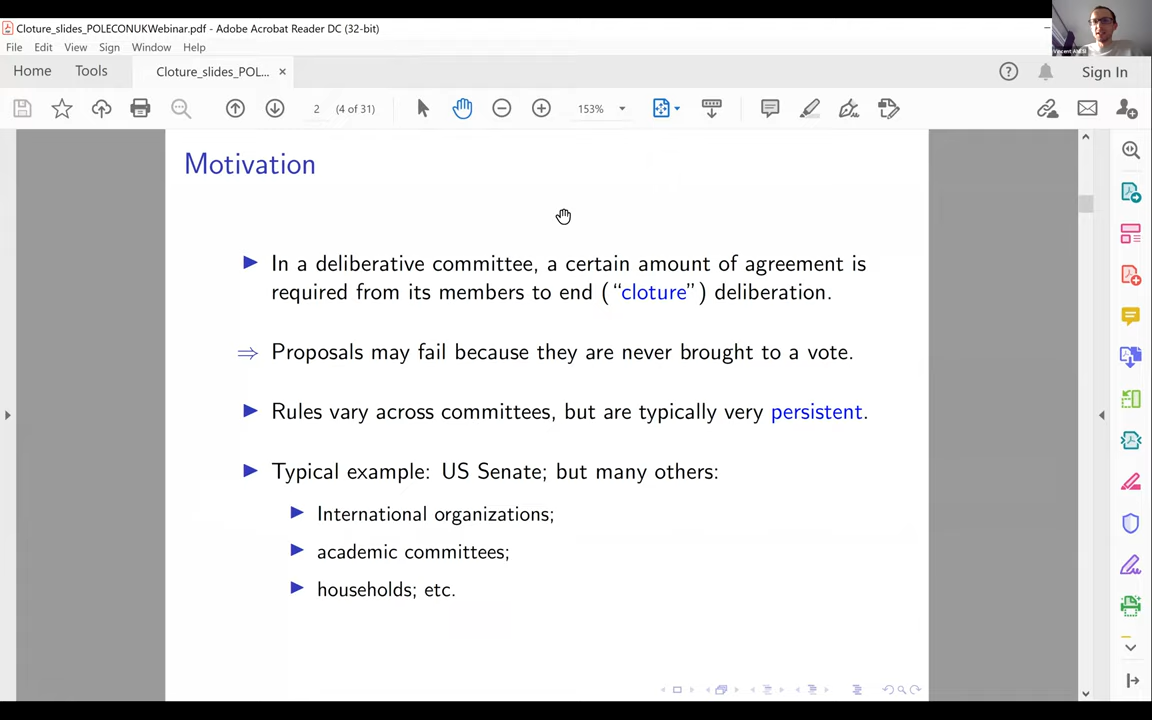 Cloture_slides_POLECONUKWebinar.pdf - Adobe Acrobat Reader DC (32-bit)
File Edit View Sign Window Help
Home Tools Cloture_slides_POL... × Sign In
2 (4 of 31) 153%
Motivation
In a deliberative committee, a certain amount of agreement is
required from its members to end (“cloture”) deliberation.
⇒ Proposals may fail because they are never brought to a vote.
Rules vary across committees, but are typically very persistent.
Typical example: US Senate; but many others:
International organizations;
academic committees;
households; etc.